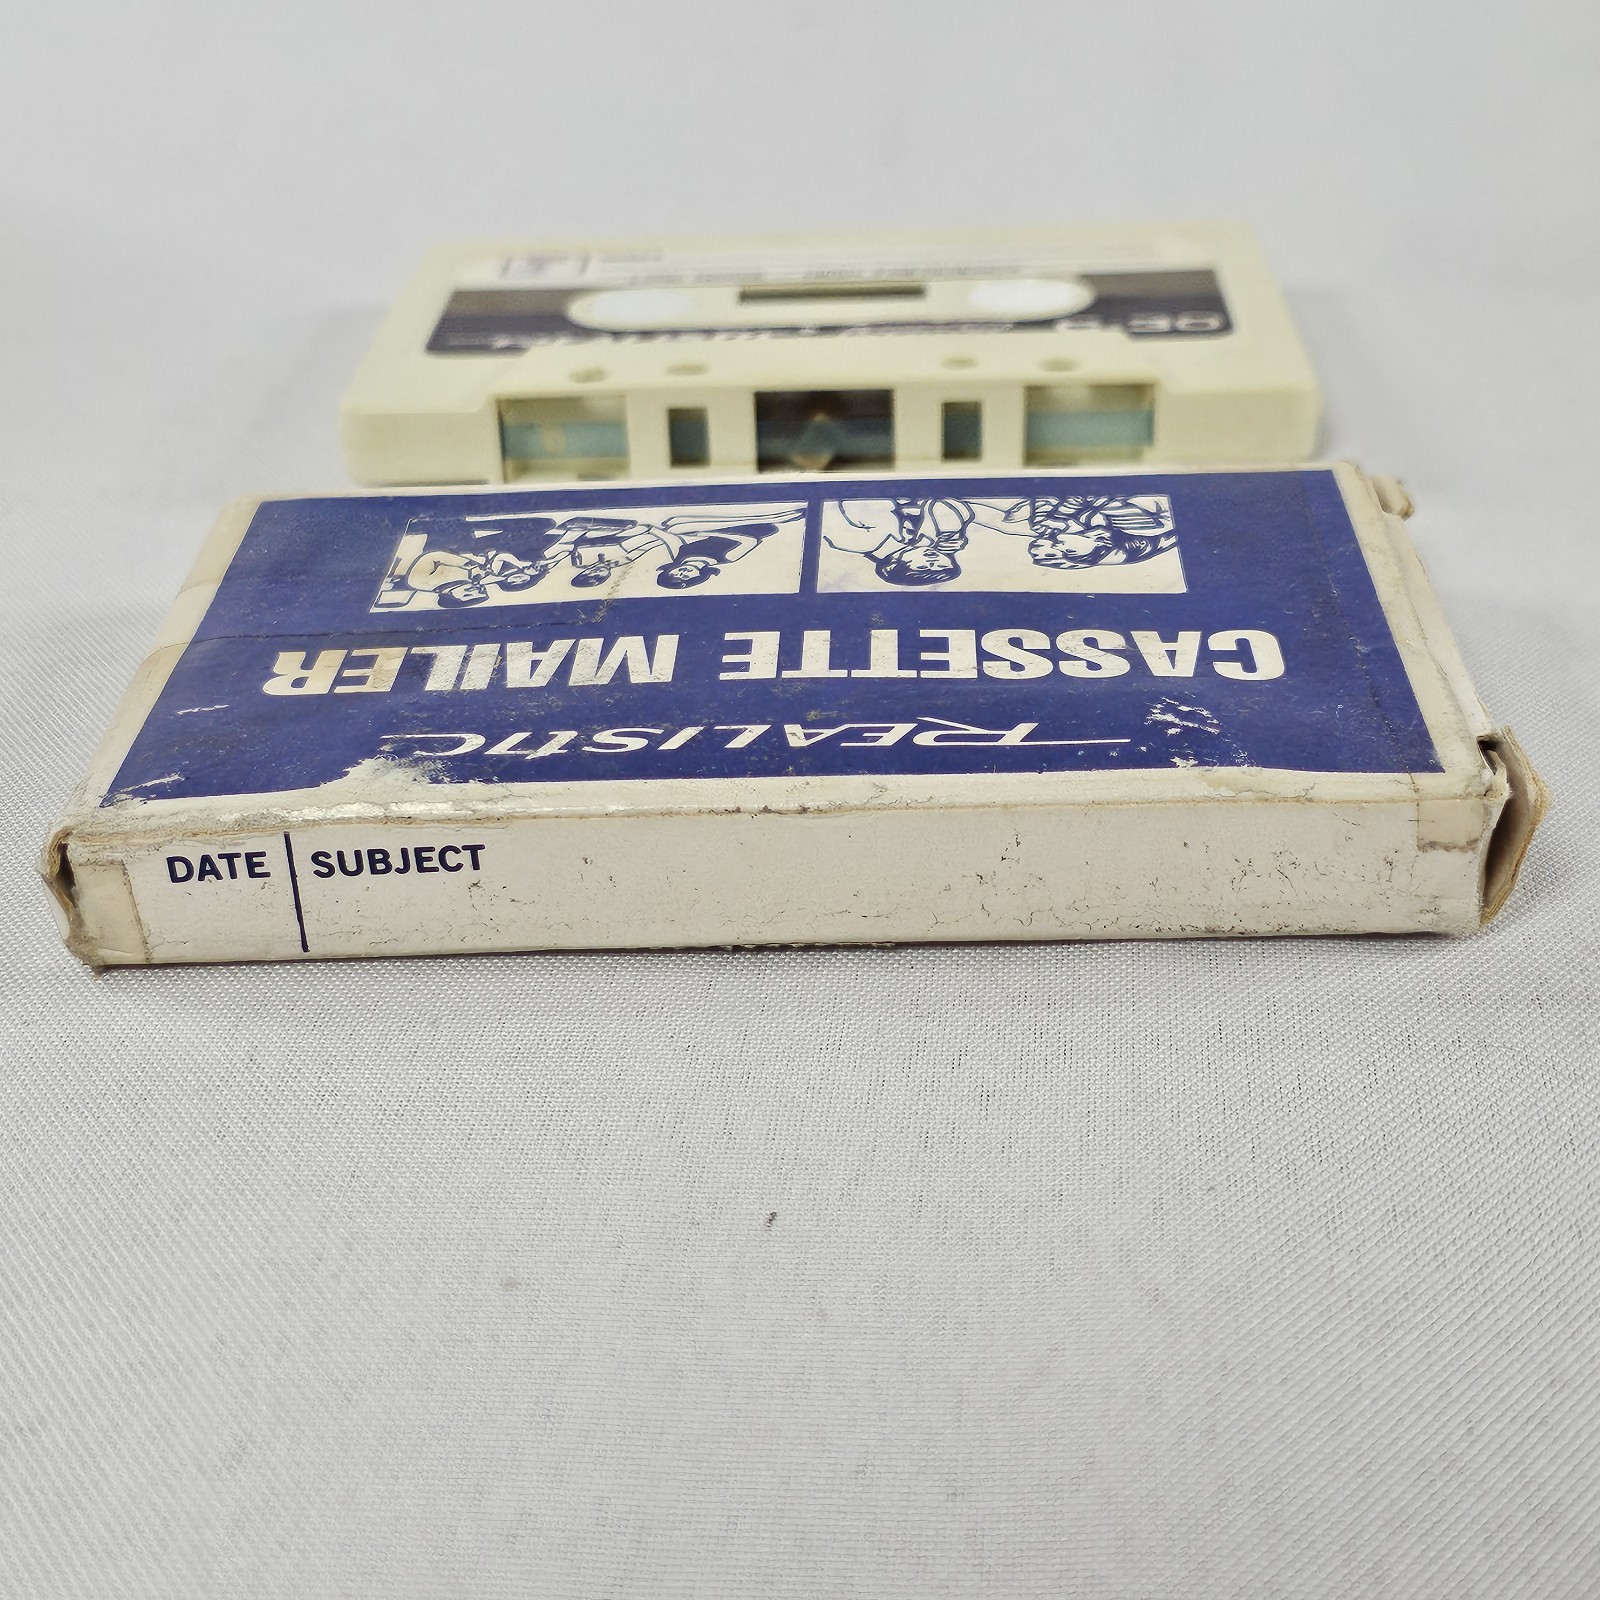 REALISTIC
CASSETTE MAILER
DATE | SUBJECT